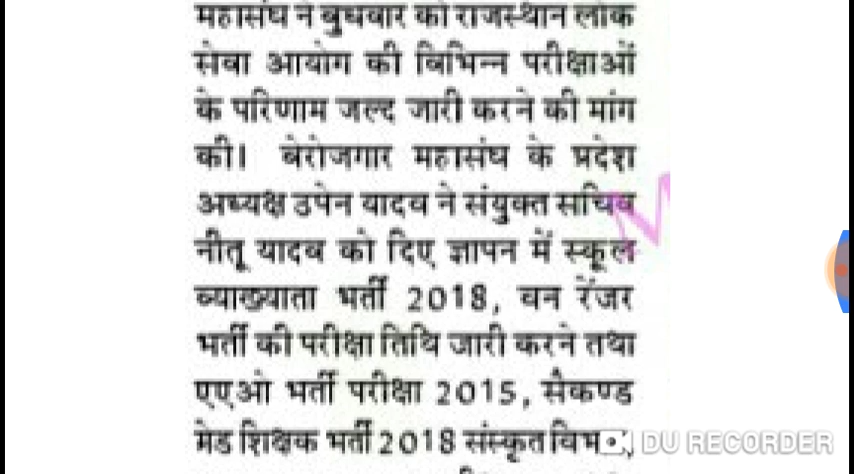 महासंघ ने बुधवार को राजस्थान लोक
सेवा आयोग की विभिन्न परीक्षाओं
के परिणाम जल्द जारी करने की मांग
की। बेरोजगार महासंघ के प्रदेश
अध्यक्ष उपेन यादव ने संयुक्त सचिव
नीतू यादव को दिए ज्ञापन में स्कूल
व्याख्याता भर्ती 2018, वन रेंजर
भर्ती की परीक्षा तिथि जारी करने तथा
एएओ भर्ती परीक्षा 2015, सैकण्ड
ग्रेड शिक्षक भर्ती 2018 संस्कृत
DU RECORDER